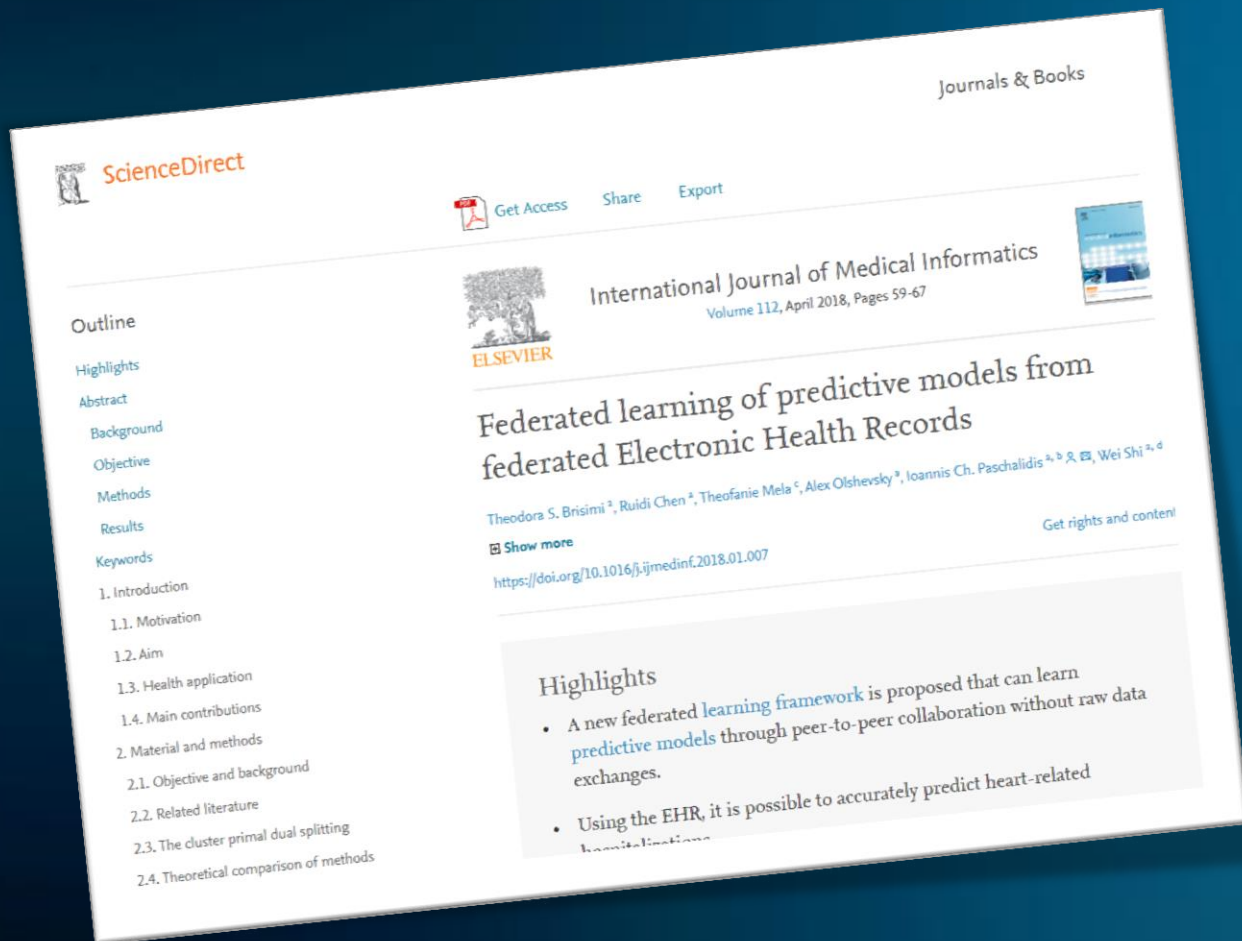 Journals & Books
ScienceDirect
Get Access Share Export
Outline
Highlights
Abstract
Background
Objective
Methods
Results
Keywords
1. Introduction
1.1. Motivation
1.2. Aim
1.3. Health application
1.4. Main contributions
2. Material and methods
2.1. Objective and background
2.2. Related literature
2.3. The cluster primal dual splitting
2.4. Theoretical comparison of methods
ELSEVIER
International Journal of Medical Informatics
Volume 112, April 2018, Pages 59-67
Federated learning of predictive models from
federated Electronic Health Records
Theodora S. Brisimi a, Ruidi Chen a, Theofanie Mela c, Alex Olshevsky a, Ioannis Ch. Paschalidis a, b, Wei Shi a, d
Show more
https://doi.org/10.1016/j.ijmedinf.2018.01.007
Get rights and content
Highlights
• A new federated learning framework is proposed that can learn
predictive models through peer-to-peer collaboration without raw data
exchanges.
• Using the EHR, it is possible to accurately predict heart-related